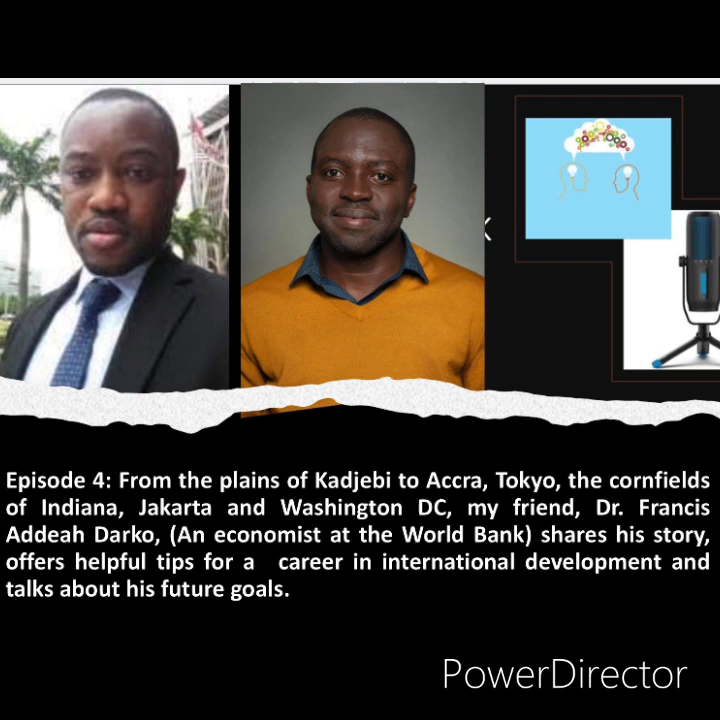 Episode 4: From the plains of Kadjebi to Accra, Tokyo, the cornfields
of Indiana, Jakarta and Washington DC, my friend, Dr. Francis
Addeah Darko, (An economist at the World Bank) shares his story,
offers helpful tips for a career in international development and
talks about his future goals.
PowerDirector